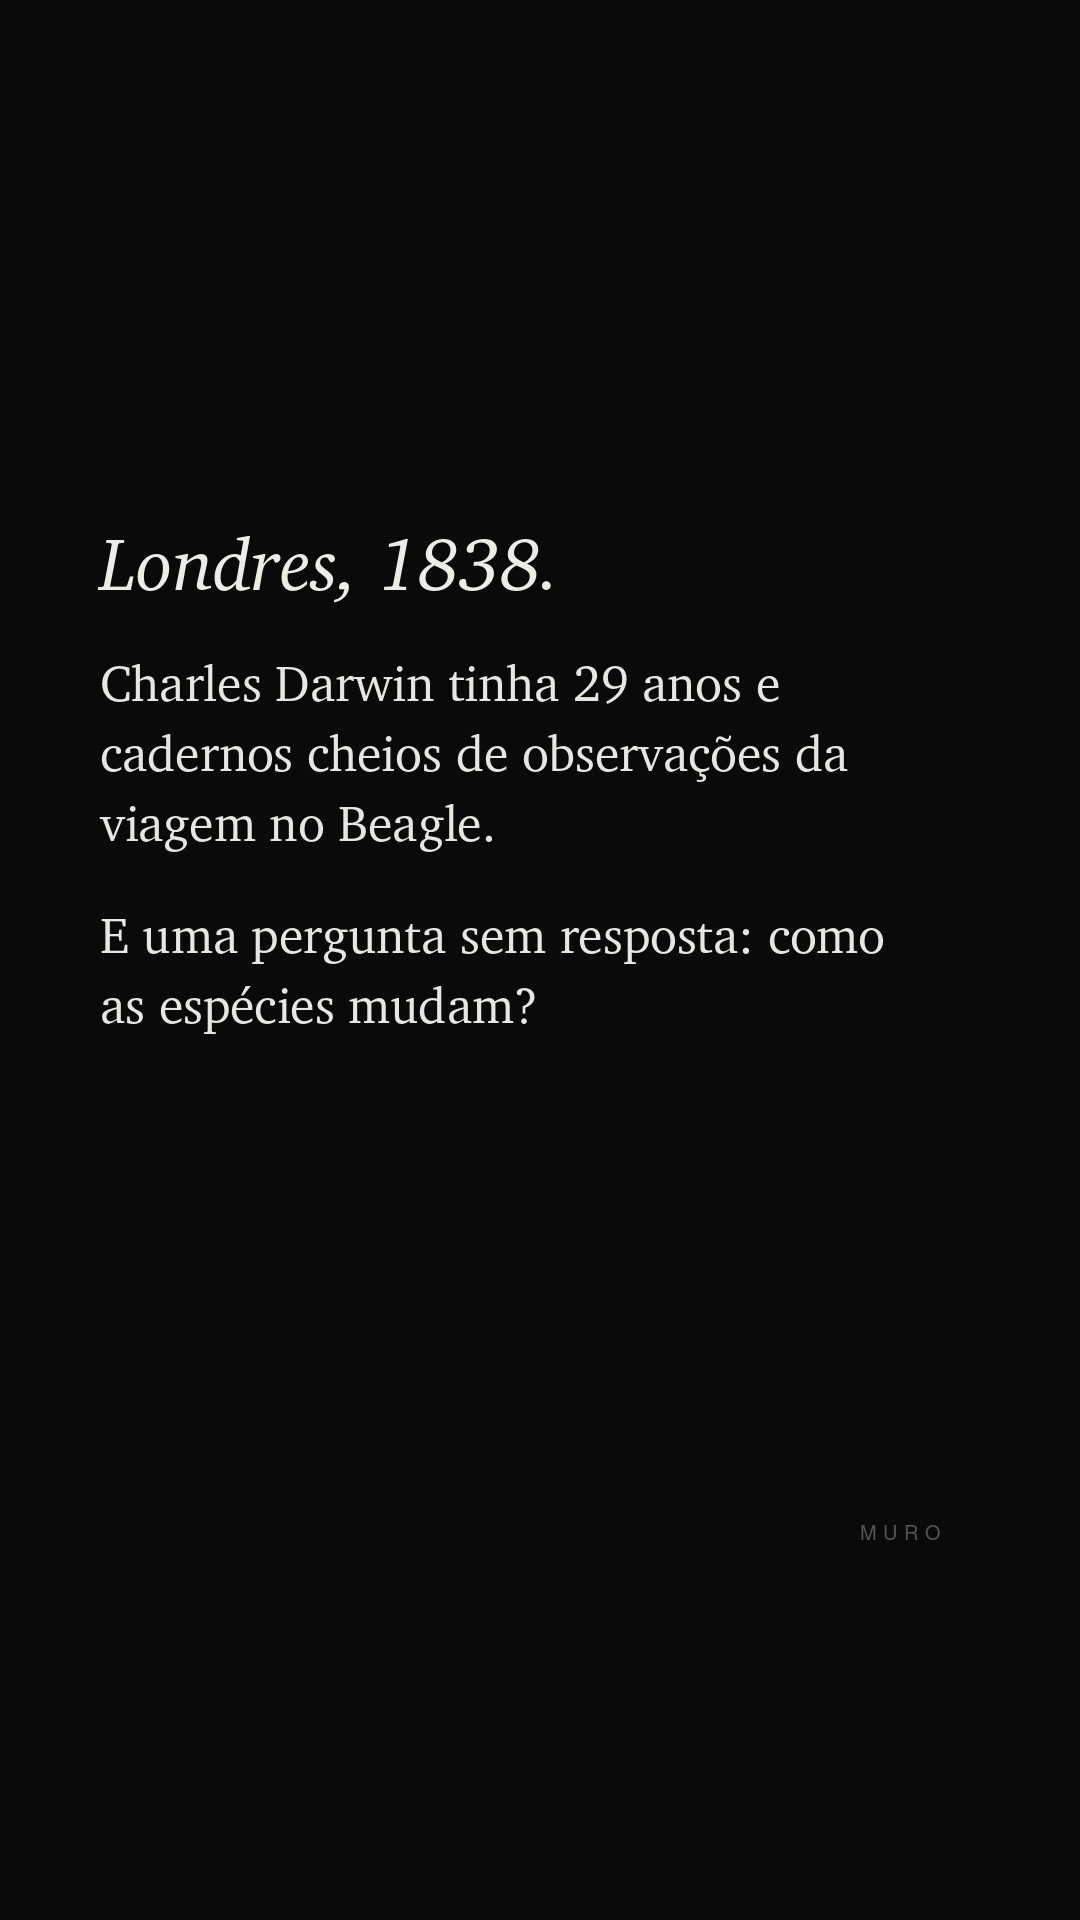 Londres, 1838.
Charles Darwin tinha 29 anos e
cadernos cheios de observações da
viagem no Beagle.
E uma pergunta sem resposta: como
as espécies mudam?
MURO